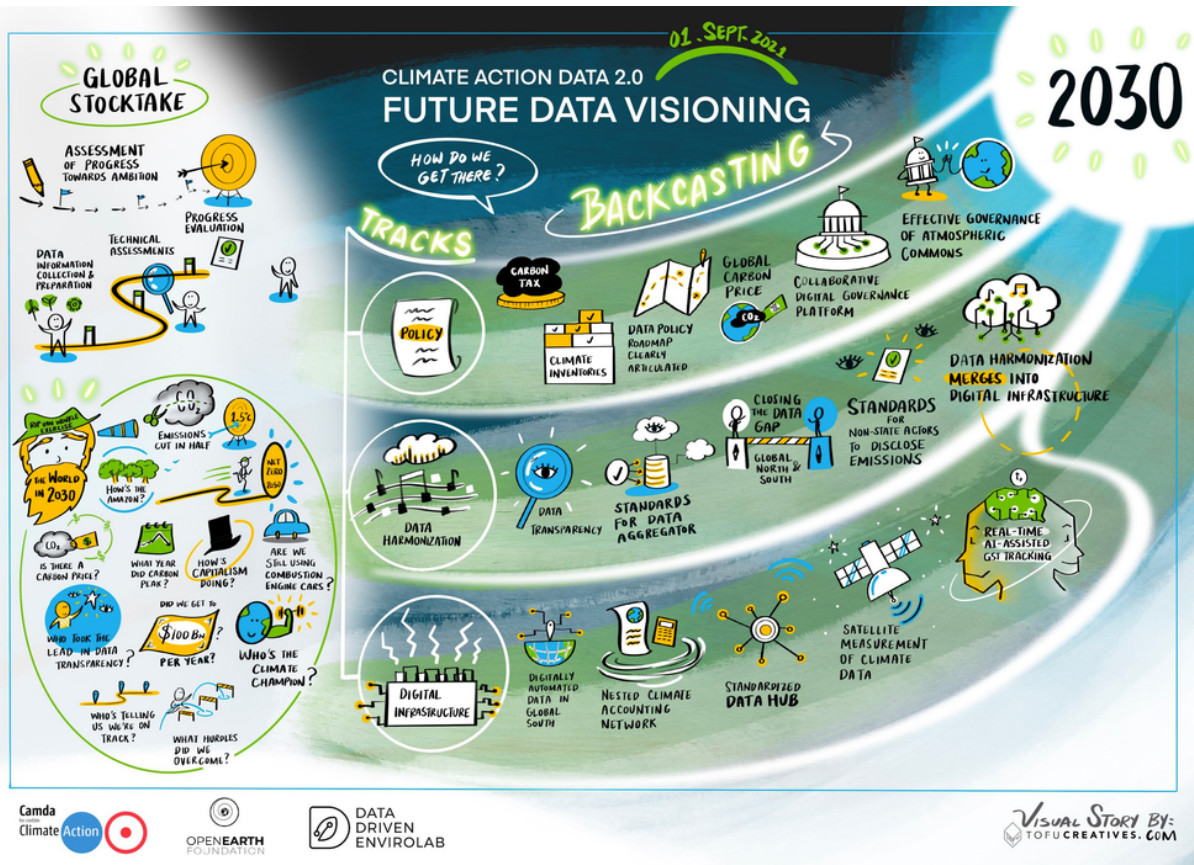 01. SEPT. 2021
CLIMATE ACTION DATA 2.0
FUTURE DATA VISIONING
2030
GLOBAL
STOCKTAKE
ASSESSMENT
OF PROGRESS
TOWARDS AMBITION
PROGRESS
EVALUATION
TECHNICAL
ASSESSMENTS
DATA
INFORMATION
COLLECTION &
PREPARATION
RIP VAN WINKLE
EXERCISE
THE WORLD
IN 2030
CO2
EMISSIONS
CUT IN HALF
1.5°C
HOW'S THE
AMAZON?
NET
ZERO
2050
CO2
$
IS THERE A
CARBON PRICE?
WHAT YEAR
DID CARBON
PEAK?
HOW'S
CAPITALISM
DOING?
ARE WE
STILL USING
COMBUSTION
ENGINE CARS?
WHO TOOK THE
LEAD IN DATA
TRANSPARENCY?
DID WE GET TO
$100 BN
PER YEAR?
WHO'S THE
CLIMATE
CHAMPION?
WHO'S TELLING
US WE'RE ON
TRACK?
WHAT HURDLES
DID WE
OVERCOME?
HOW DO WE
GET THERE?
BACKCASTING
TRACKS
POLICY
CARBON
TAX
CLIMATE
INVENTORIES
DATA POLICY
ROADMAP
CLEARLY
ARTICULATED
GLOBAL
CARBON
PRICE
CO2
COLLABORATIVE
DIGITAL GOVERNANCE
PLATFORM
EFFECTIVE GOVERNANCE
OF ATMOSPHERIC
COMMONS
DATA
HARMONIZATION
DATA
TRANSPARENCY
STANDARDS
FOR DATA
AGGREGATOR
CLOSING
THE DATA
GAP
GLOBAL
NORTH &
SOUTH
STANDARDS
FOR
NON-STATE ACTORS
TO DISCLOSE
EMISSIONS
DATA HARMONIZATION
MERGES INTO
DIGITAL INFRASTRUCTURE
DIGITAL
INFRASTRUCTURE
DIGITALLY
AUTOMATED
DATA IN
GLOBAL
SOUTH
NESTED CLIMATE
ACCOUNTING
NETWORK
STANDARDIZED
DATA HUB
SATELLITE
MEASUREMENT
OF CLIMATE
DATA
REAL-TIME
AI-ASSISTED
GST TRACKING
Camda
for credible
Climate Action
OPENEARTH
FOUNDATION
DATA
DRIVEN
ENVIROLAB
VISUAL STORY BY:
TOFUCREATIVES.COM